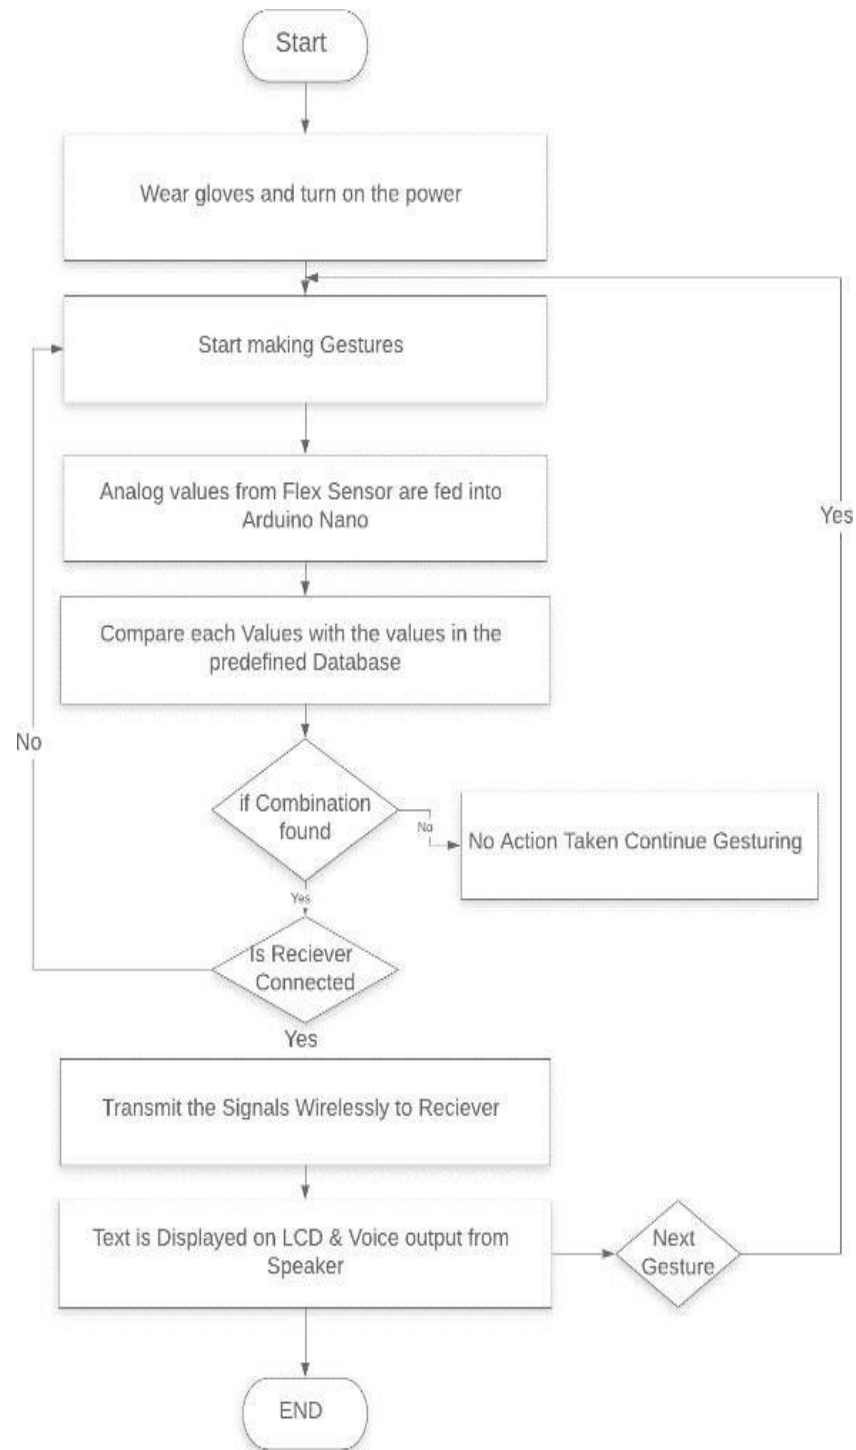 Start
Wear gloves and turn on the power
Start making Gestures
Analog values from Flex Sensor are fed into
Arduino Nano
Yes
Compare each Values with the values in the
predefined Database
No
if Combination
found
No
No Action Taken Continue Gesturing
Yes
Is Reciever
Connected
Yes
Transmit the Signals Wirelessly to Reciever
Text is Displayed on LCD & Voice output from
Speaker
Next
Gesture
END